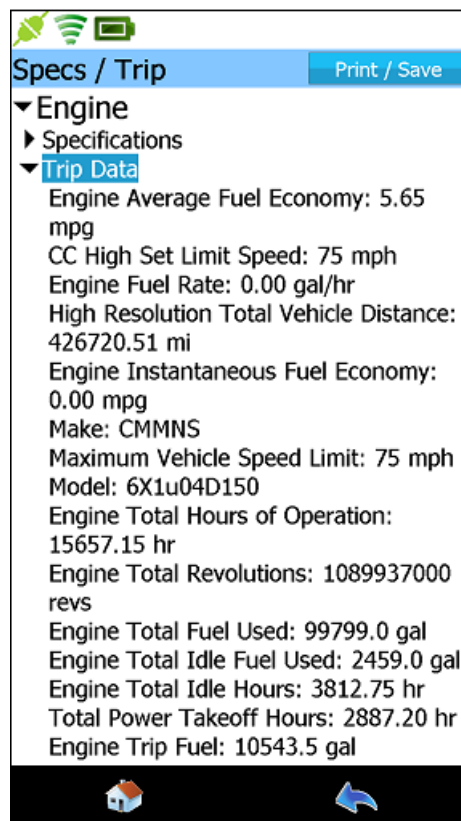 Specs / Trip
Print / Save
Engine
Specifications
Trip Data
Engine Average Fuel Economy: 5.65
mpg
CC High Set Limit Speed: 75 mph
Engine Fuel Rate: 0.00 gal/hr
High Resolution Total Vehicle Distance:
426720.51 mi
Engine Instantaneous Fuel Economy:
0.00 mpg
Make: CMMNS
Maximum Vehicle Speed Limit: 75 mph
Model: 6X1u04D150
Engine Total Hours of Operation:
15657.15 hr
Engine Total Revolutions: 1089937000
revs
Engine Total Fuel Used: 99799.0 gal
Engine Total Idle Fuel Used: 2459.0 gal
Engine Total Idle Hours: 3812.75 hr
Total Power Takeoff Hours: 2887.20 hr
Engine Trip Fuel: 10543.5 gal